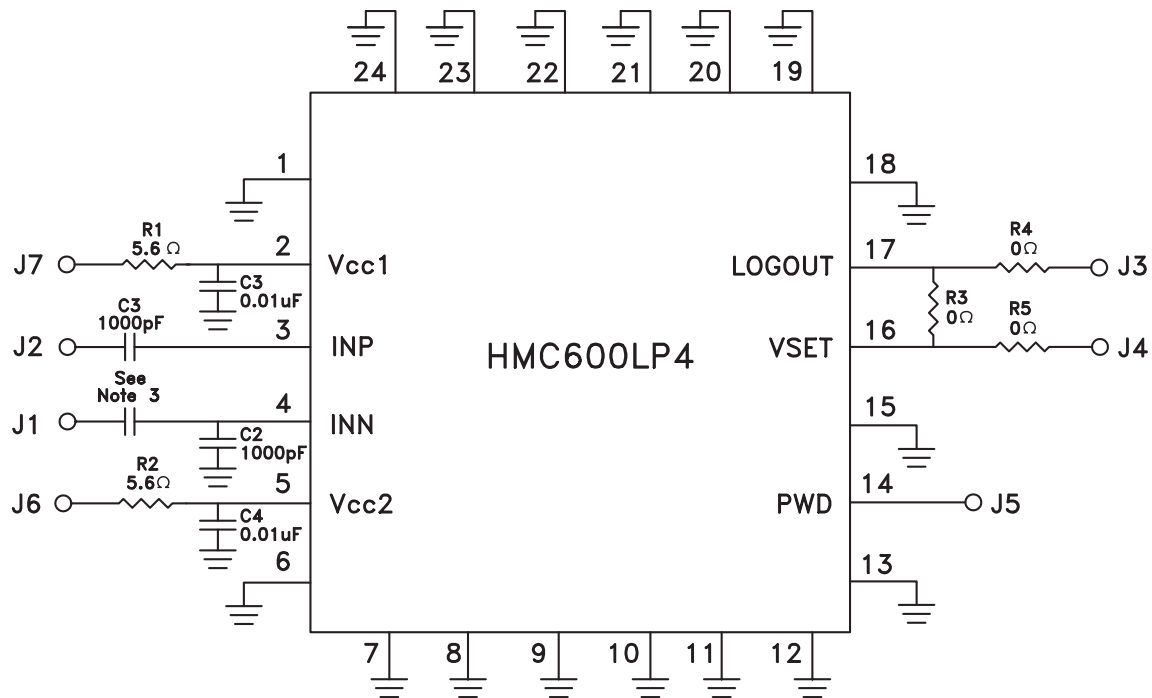 24 23 22 21 20 19
1
18
R1
5.6 Ω
R4
0Ω
J7
2
Vcc1
LOGOUT
17
J3
C3
0.01uF
R3
0Ω
C3
1000pF
R5
0Ω
J2
3
INP
HMC600LP4
VSET
16
J4
See
Note 3
J1
4
INN
15
C2
1000pF
R2
5.6Ω
J6
5
Vcc2
PWD
14
J5
C4
0.01uF
6
13
7 8 9 10 11 12